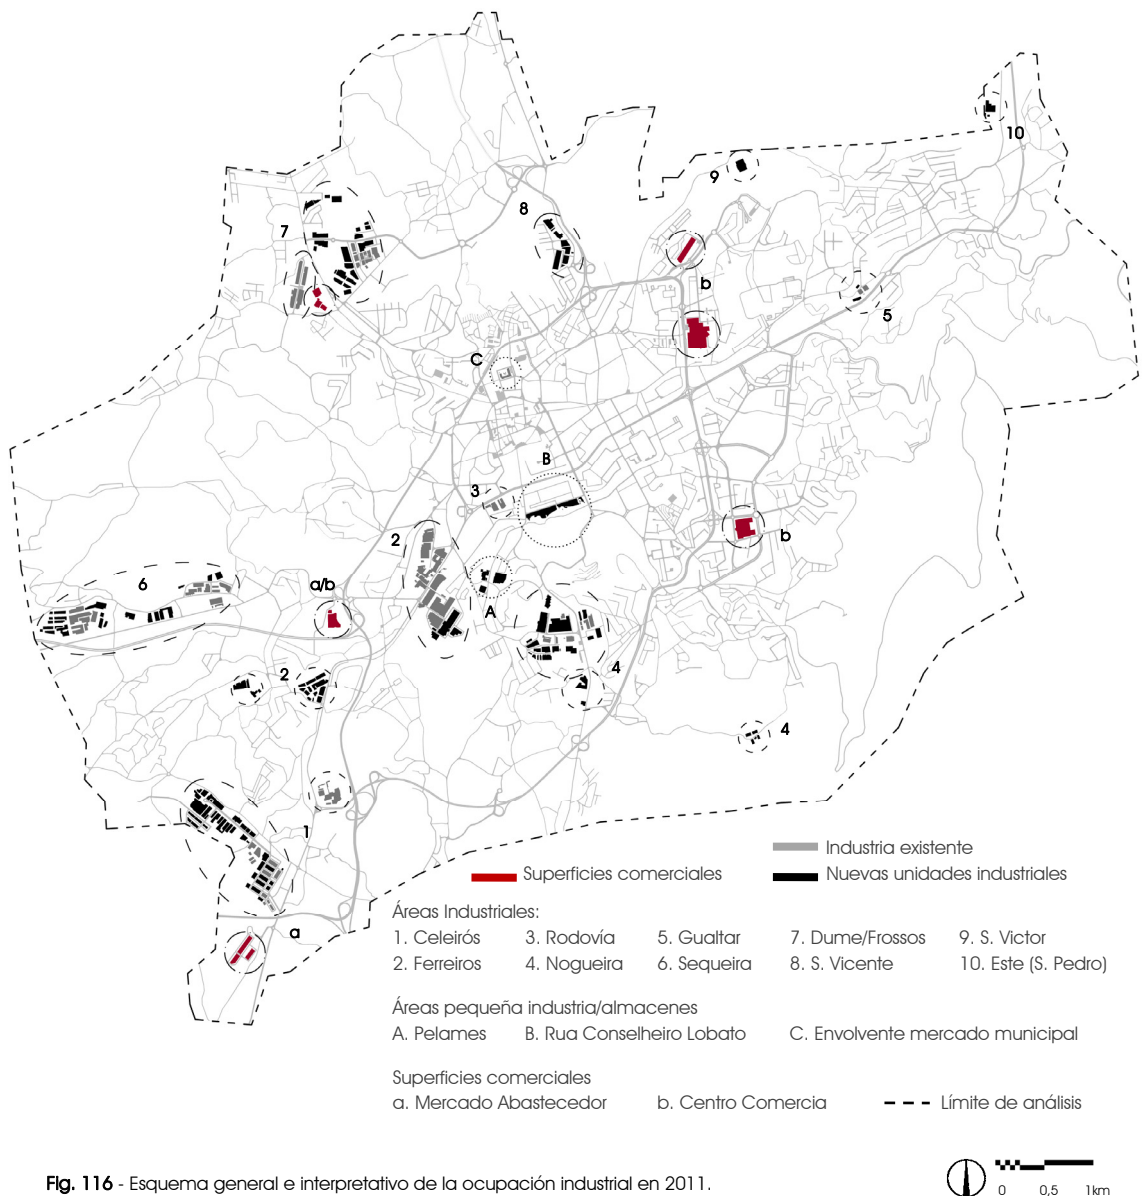 10
9
8
7
b
5
C
B
3
2
6
a/b
A
b
4
2
4
1
a
Industria existente
Superficies comerciales
Nuevas unidades industriales
Áreas Industriales:
1. Celeirós 3. Rodovía 5. Gualtar 7. Dume/Frossos 9. S. Victor
2. Ferreiros 4. Nogueira 6. Sequeira 8. S. Vicente 10. Este (S. Pedro)
Áreas pequeña industria/almacenes
A. Pelames B. Rua Conselheiro Lobato C. Envolvente mercado municipal
Superficies comerciales
a. Mercado Abastecedor b. Centro Comercia Límite de análisis
Fig. 116 - Esquema general e interpretativo de la ocupación industrial en 2011.
0 0,5 1km